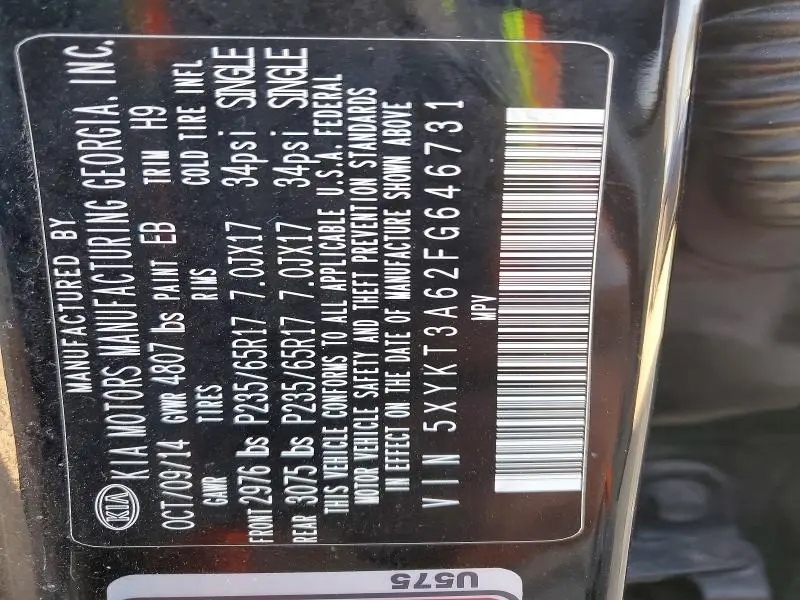 MANUFACTURED BY
KIA KIA MOTORS MANUFACTURING GEORGIA, INC.
OCT/09/14 GVWR 4807 lbs PAINT EB TRIM H9
GAWR TIRES RIMS COLD TIRE INFL
FRONT 2976 lbs P235/65R17 7.0JX17 34psi SINGLE
REAR 3075 lbs P235/65R17 7.0JX17 34psi SINGLE
THIS VEHICLE CONFORMS TO ALL APPLICABLE U.S.A. FEDERAL
MOTOR VEHICLE SAFETY AND THEFT PREVENTION STANDARDS
IN EFFECT ON THE DATE OF MANUFACTURE SHOWN ABOVE
VIN 5XYKT3A62FG646731
MPV
U575